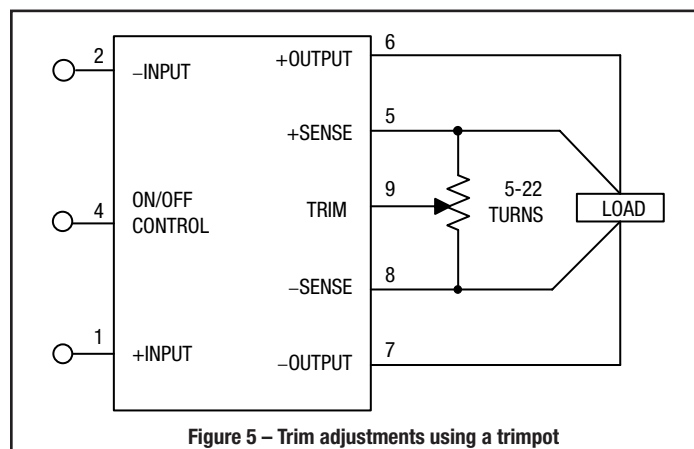 6
2
–INPUT
+OUTPUT
5
+SENSE
4
ON/OFF
CONTROL
9
TRIM
5-22
TURNS
LOAD
8
–SENSE
1
+INPUT
7
–OUTPUT
Figure 5 – Trim adjustments using a trimpot